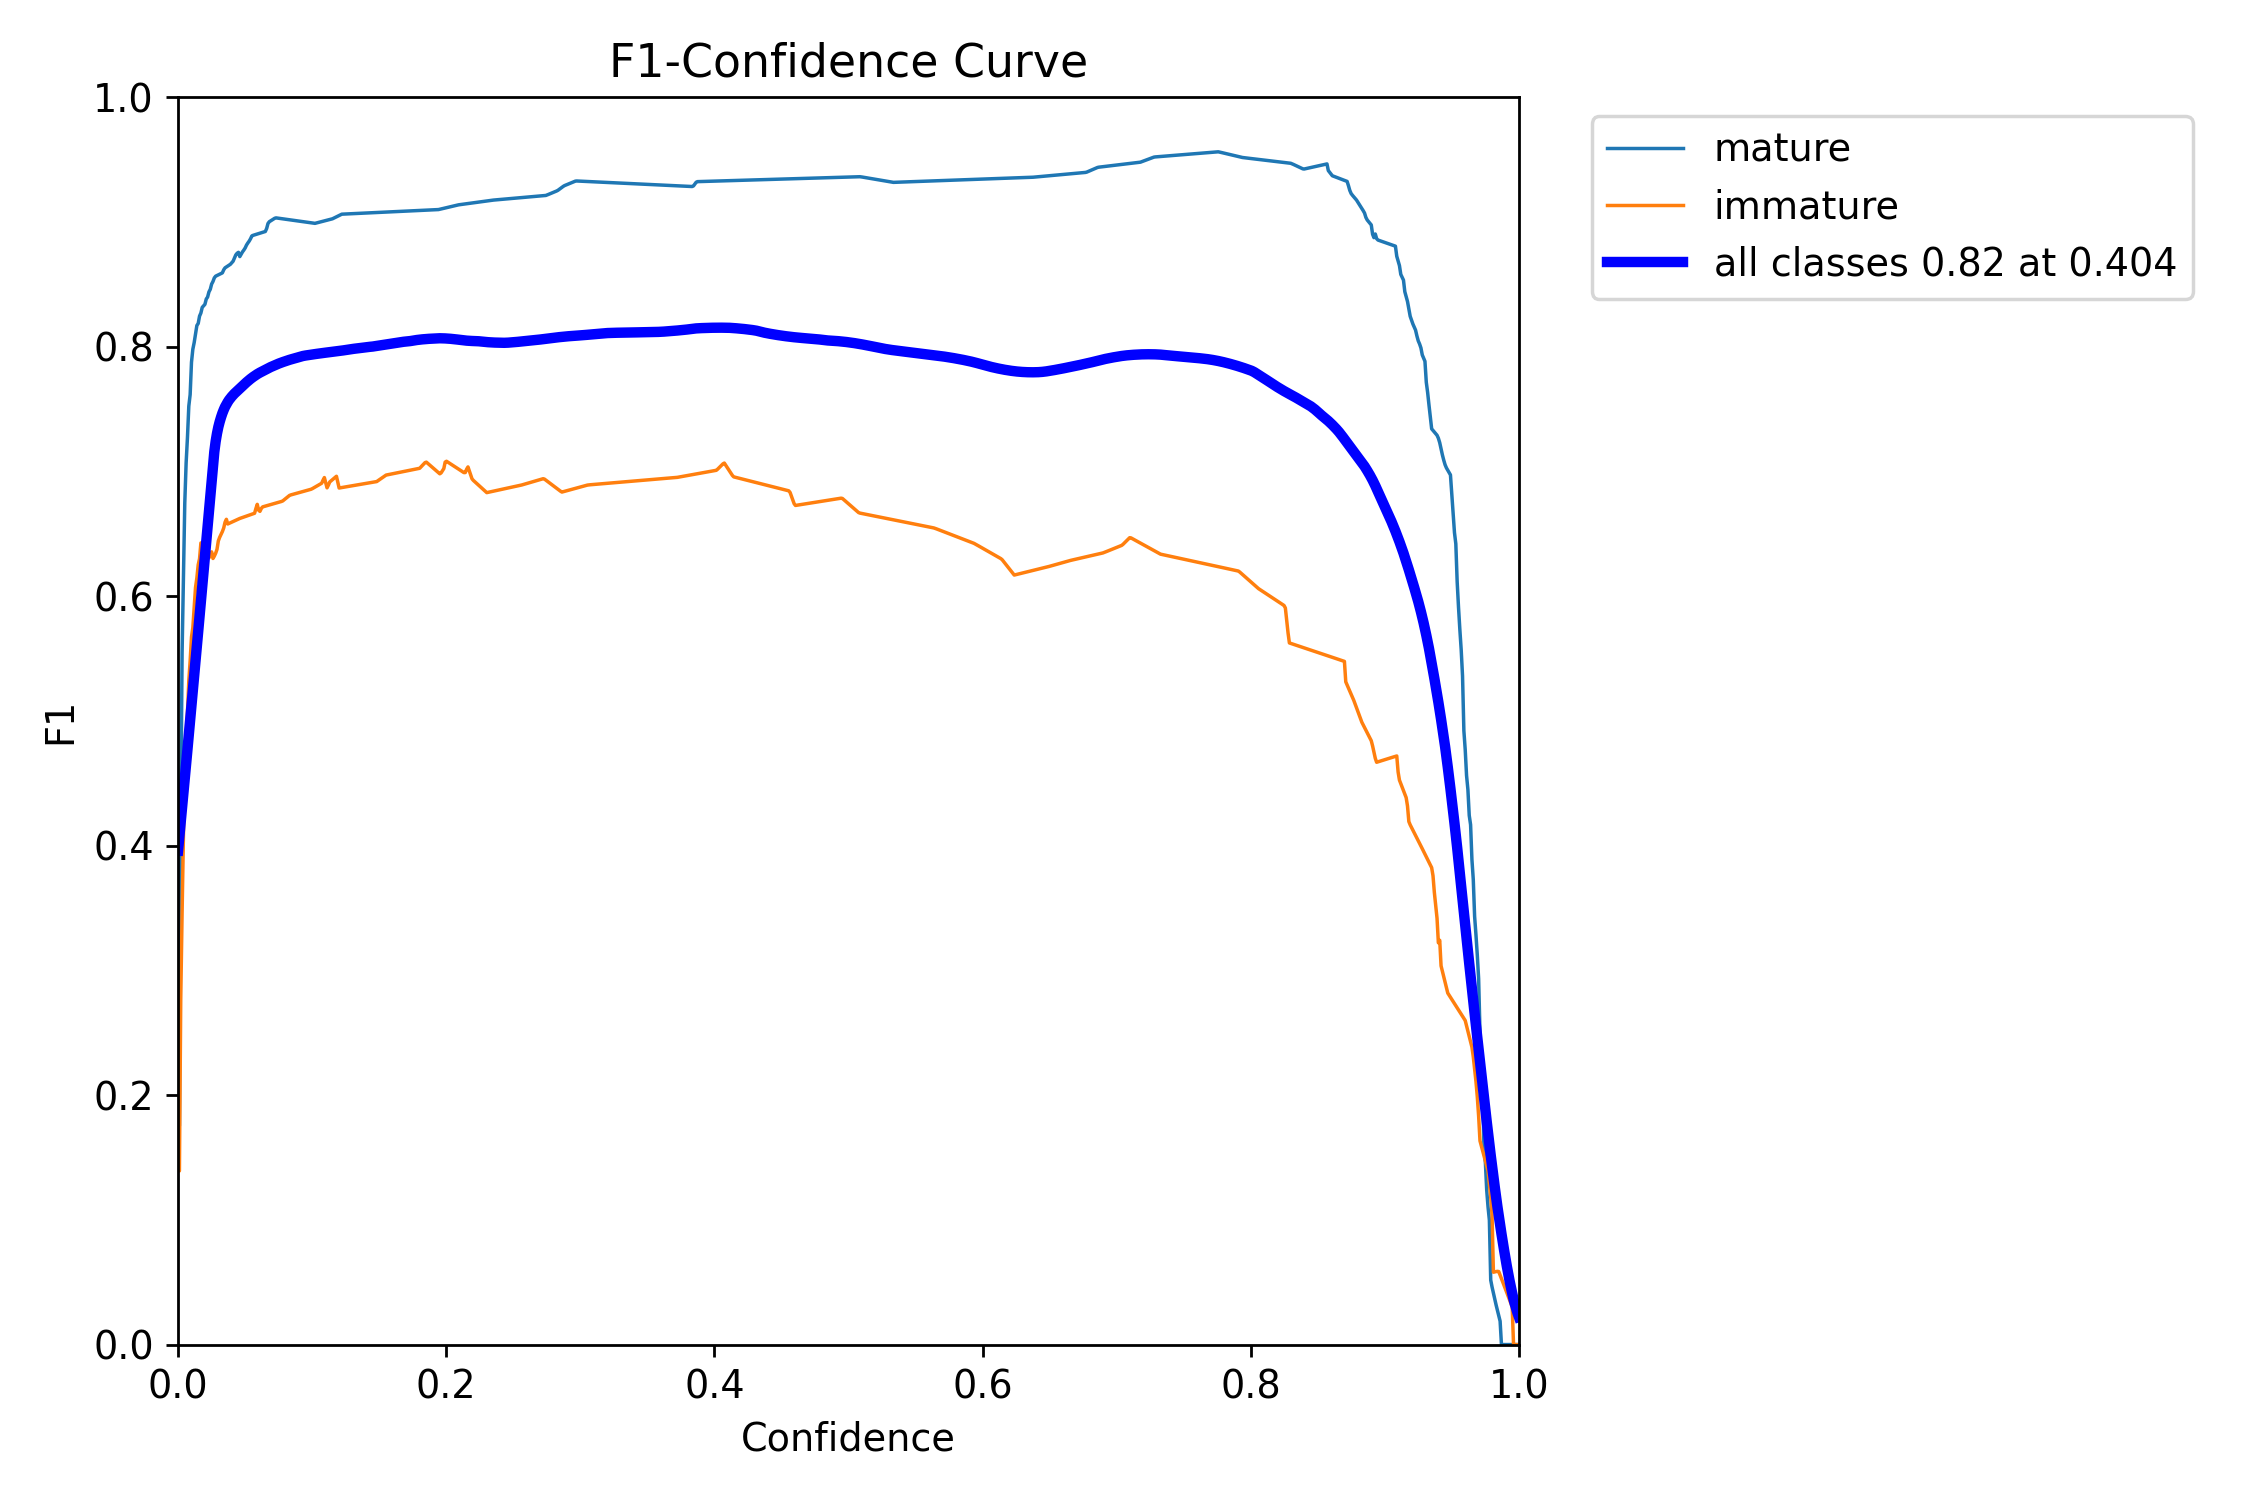 F1-Confidence Curve
1.0
0.8
0.6
0.4
0.2
0.0
F1
0.0 0.2 0.4 0.6 0.8 1.0
Confidence
mature
immature
all classes 0.82 at 0.404